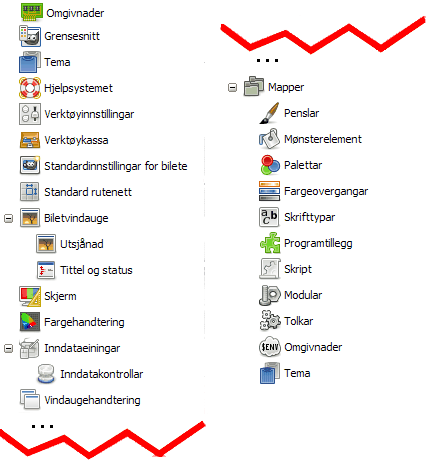 Omgivnader
Grensesnitt
Tema
Hjelpsystemet
Verktøyinnstillingar
Verktøykassa
Standardinnstillingar for bilete
Standard rutenett
Biletvindauge
Utsjånad
Tittel og status
Skjerm
Fargehandtering
Inndataeiningar
Inndatakontrollar
Vindaugehandtering
...
...
Mapper
Penslar
Mønsterelement
Palettar
Fargeovergangar
Skrifttypar
Programtillegg
Skript
Modular
Tolkar
$ENV Omgivnader
Tema